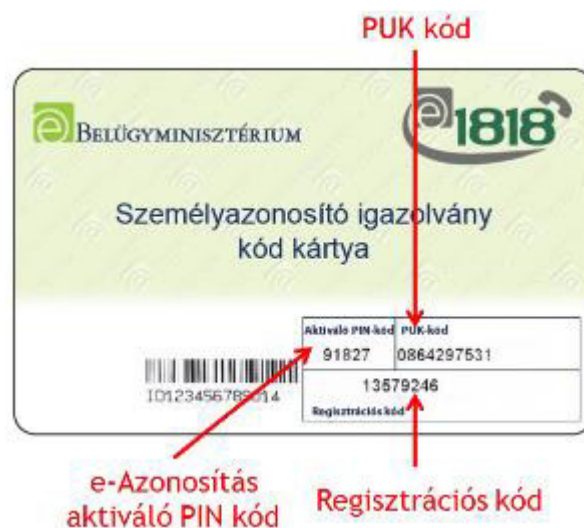 PUK kód
BELÜGYMINISZTÉRIUM
e1818
Személyazonosító igazolvány
kód kártya
Aktiváló PIN-kód PUK-kód
91827 0864297531
13579246
Regisztrációs kód
e-Azonosítás
aktiváló PIN kód
Regisztrációs kód